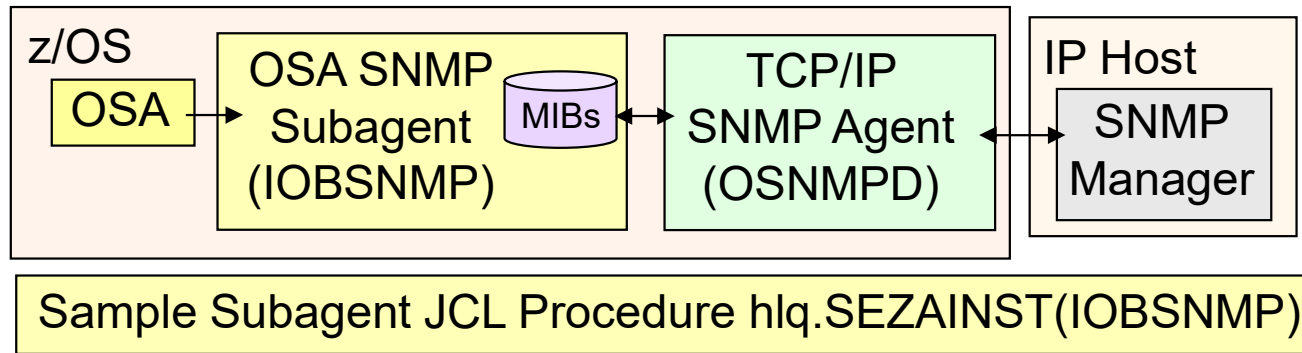 z/OS
OSA
OSA SNMP
Subagent
(IOBSNMP)
MIBs
TCP/IP
SNMP Agent
(OSNMPD)
IP Host
SNMP
Manager
Sample Subagent JCL Procedure hlq.SEZAINST(IOBSNMP)